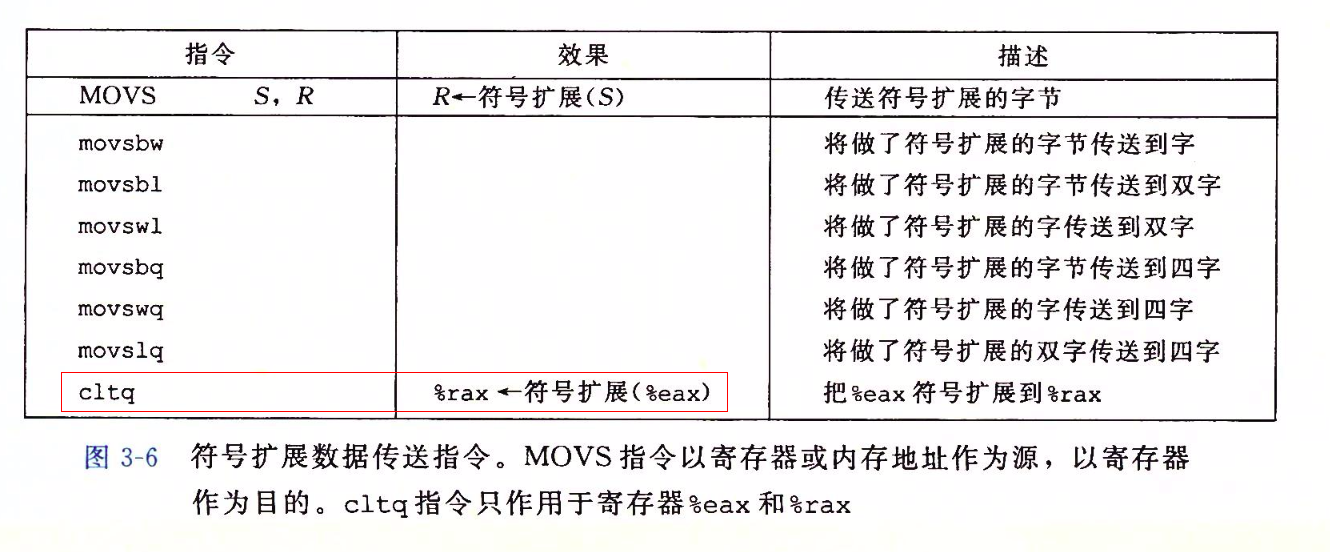 指令 效果 描述
MOVS S, R R←符号扩展(S) 传送符号扩展的字节
movsbw 将做了符号扩展的字节传送到字
movsbl 将做了符号扩展的字节传送到双字
movswl 将做了符号扩展的字传送到双字
movsbq 将做了符号扩展的字节传送到四字
movswq 将做了符号扩展的字传送到四字
movslq 将做了符号扩展的双字传送到四字
cltq %rax←符号扩展(%eax) 把%eax符号扩展到%rax
图 3-6 符号扩展数据传送指令。MOVS指令以寄存器或内存地址作为源，以寄存器
作为目的。cltq指令只作用于寄存器%eax和%rax